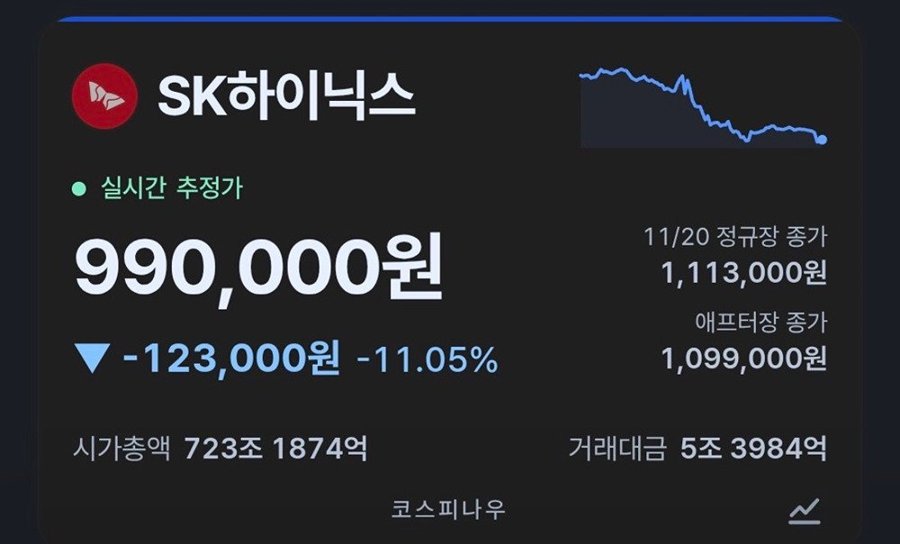 SK하이닉스
실시간 추정가
990,000원
▼ -123,000원 -11.05%
11/20 정규장 종가
1,113,000원
애프터장 종가
1,099,000원
시가총액 723조 1874억
거래대금 5조 3984억
코스피나우